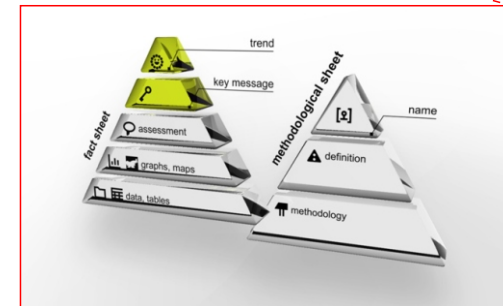 trend
key message
fact sheet
assessment
graphs, maps
data, tables
methodological sheet
name
definition
methodology